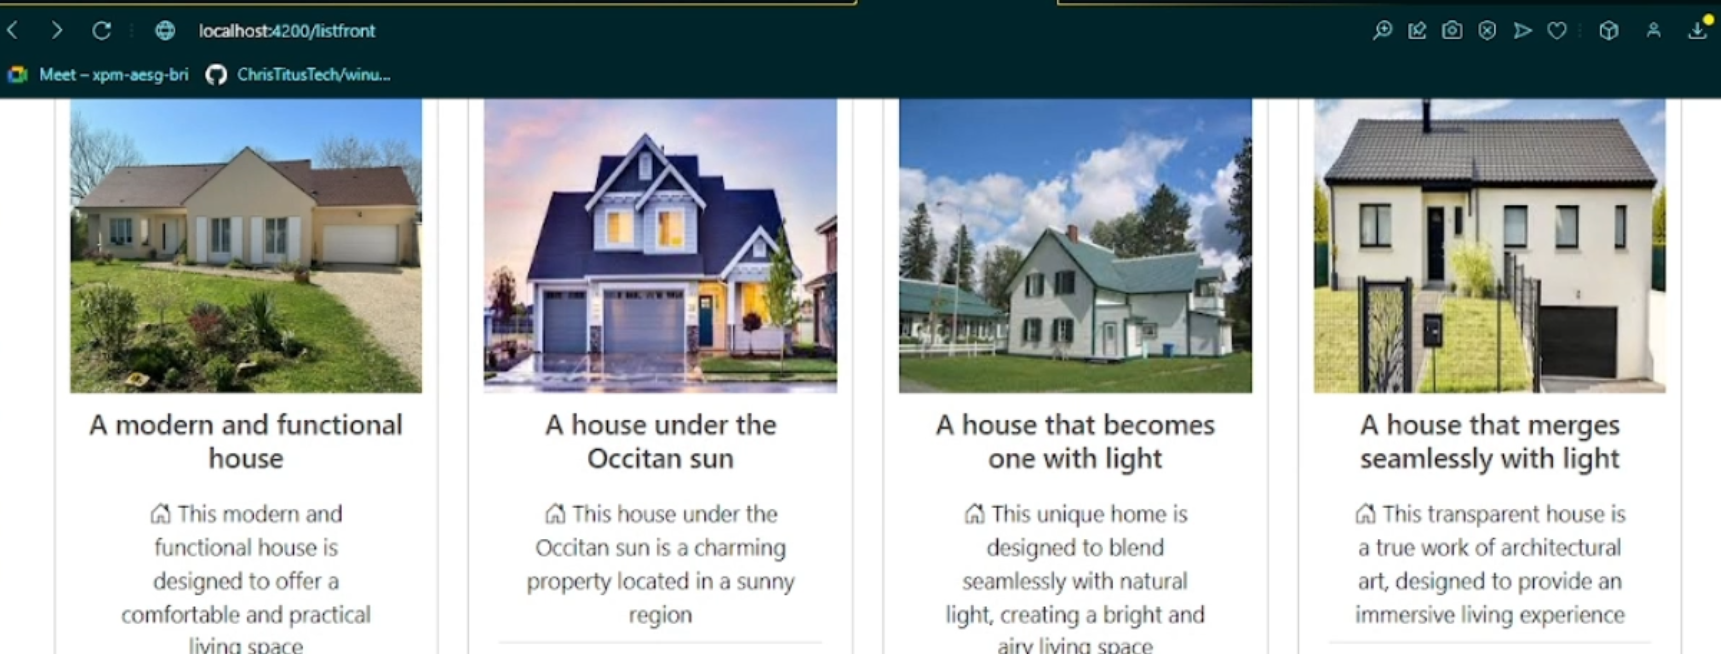 localhost:4200/listfront
Meet – xpm-aesg-bri
ChrisTitusTech/winu...
A modern and functional
house
This modern and
functional house is
designed to offer a
comfortable and practical
living space
A house under the
Occitan sun
This house under the
Occitan sun is a charming
property located in a sunny
region
A house that becomes
one with light
This unique home is
designed to blend
seamlessly with natural
light, creating a bright and
airy living space
A house that merges
seamlessly with light
This transparent house is
a true work of architectural
art, designed to provide an
immersive living experience